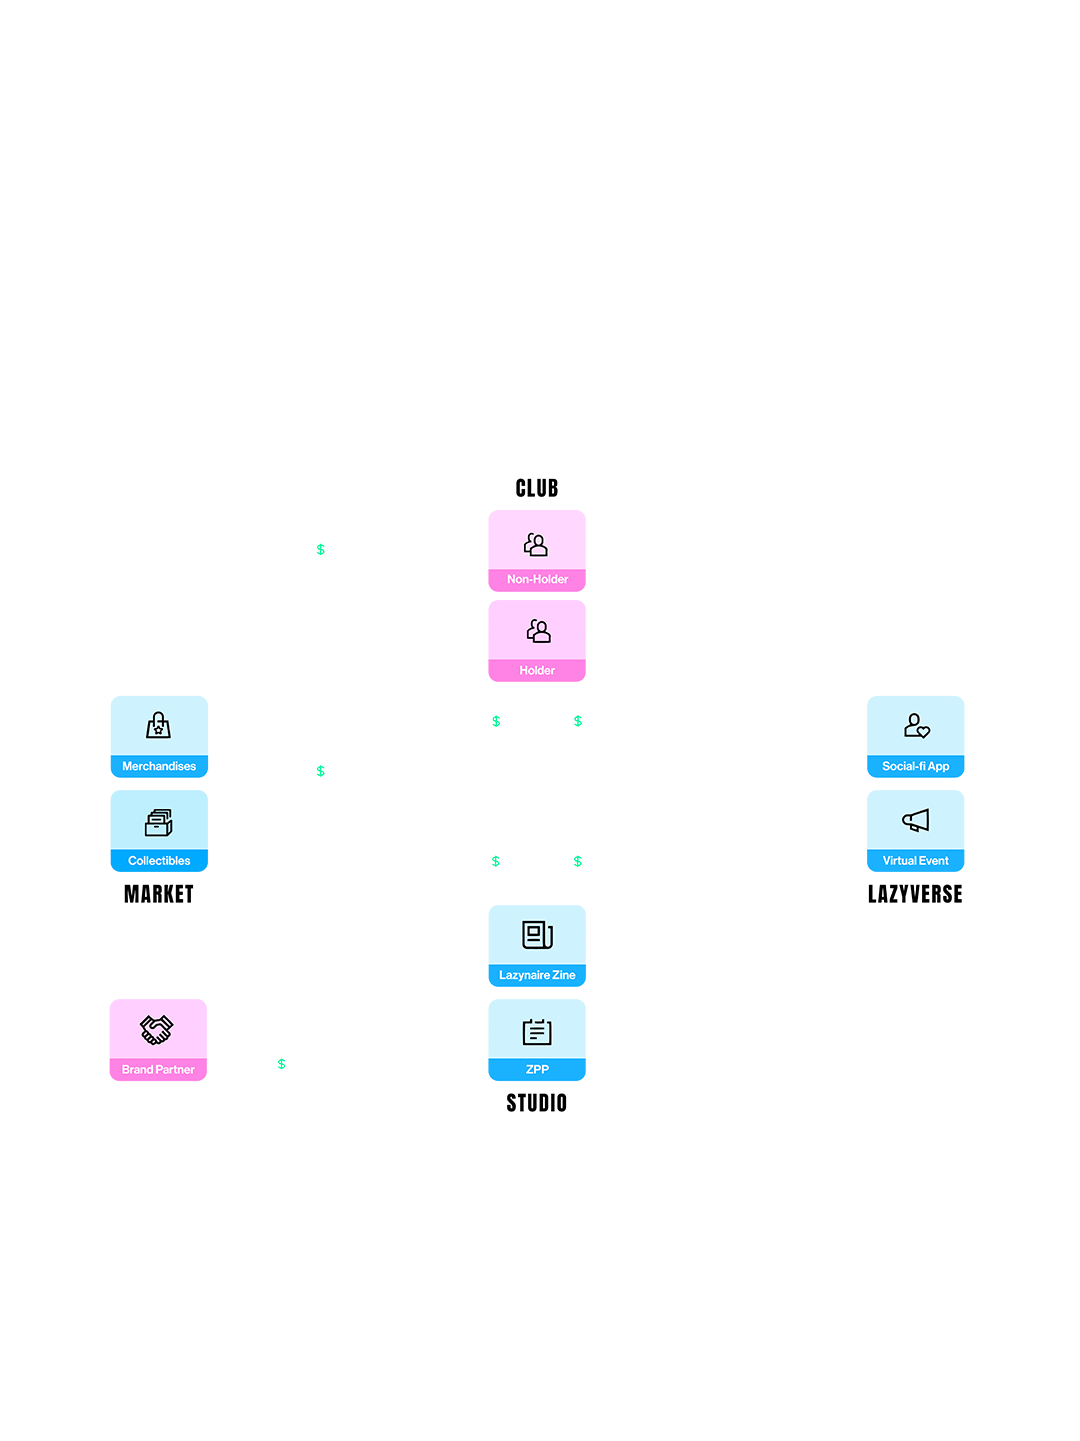 CLUB
$
Non-Holder
Holder
$ $
Merchandises
Social-fi App
$
Collectibles
Virtual Event
$ $
MARKET
LAZYVERSE
Lazynaire Zine
Brand Partner
$
ZPP
STUDIO